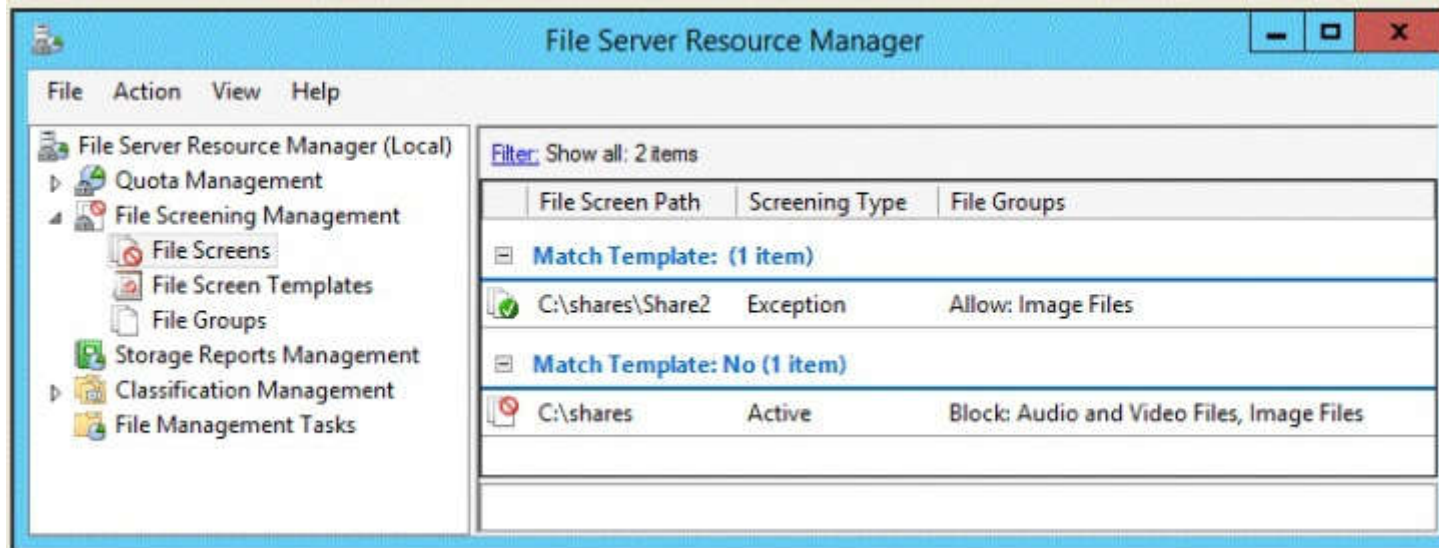 File Server Resource Manager
File Action View Help
File Server Resource Manager (Local)
Quota Management
File Screening Management
File Screens
File Screen Templates
File Groups
Storage Reports Management
Classification Management
File Management Tasks
Filter: Show all: 2 items
File Screen Path Screening Type File Groups
Match Template: (1 item)
C:\shares\Share2 Exception Allow: Image Files
Match Template: No (1 item)
C:\shares Active Block: Audio and Video Files, Image Files